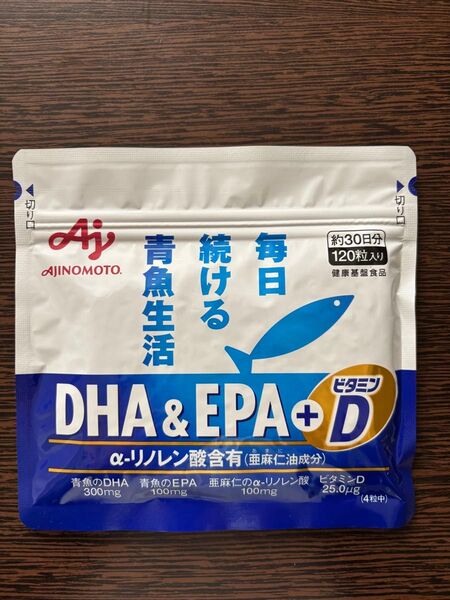 切り口
切り口
Aj
AJINOMOTO.
毎日
続ける
青魚生活
約30日分
120粒入り
健康基盤食品
DHA & EPA + ビタミンD
α-リノレン酸含有(亜麻仁油成分)
青魚のDHA 青魚のEPA 亜麻仁のα-リノレン酸 ビタミンD
300mg 100mg 100mg 25.0μg
(4粒中)